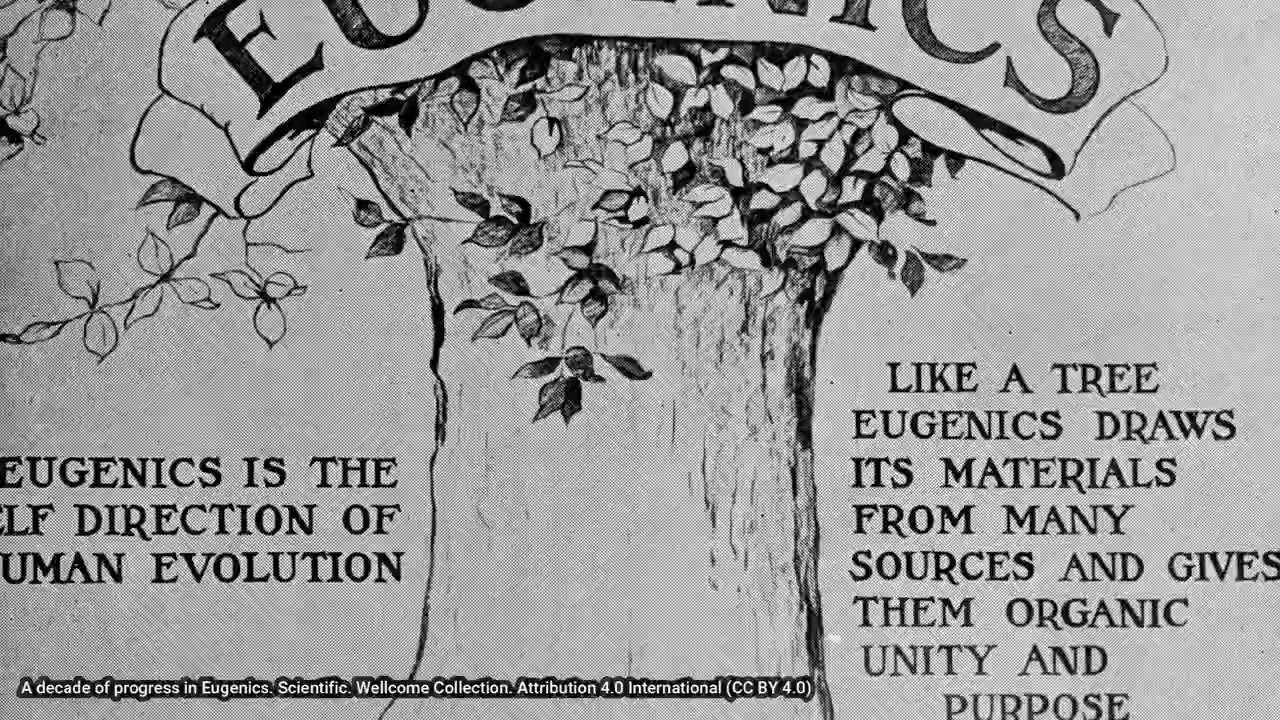 EUGENICS
EUGENICS IS THE
ELF DIRECTION OF
UMAN EVOLUTION
LIKE A TREE
EUGENICS DRAWS
ITS MATERIALS
FROM MANY
SOURCES AND GIVES
THEM ORGANIC
UNITY AND
PURPOSE
A decade of progress in Eugenics. Scientific. Wellcome Collection. Attribution 4.0 International (CC BY 4.0)